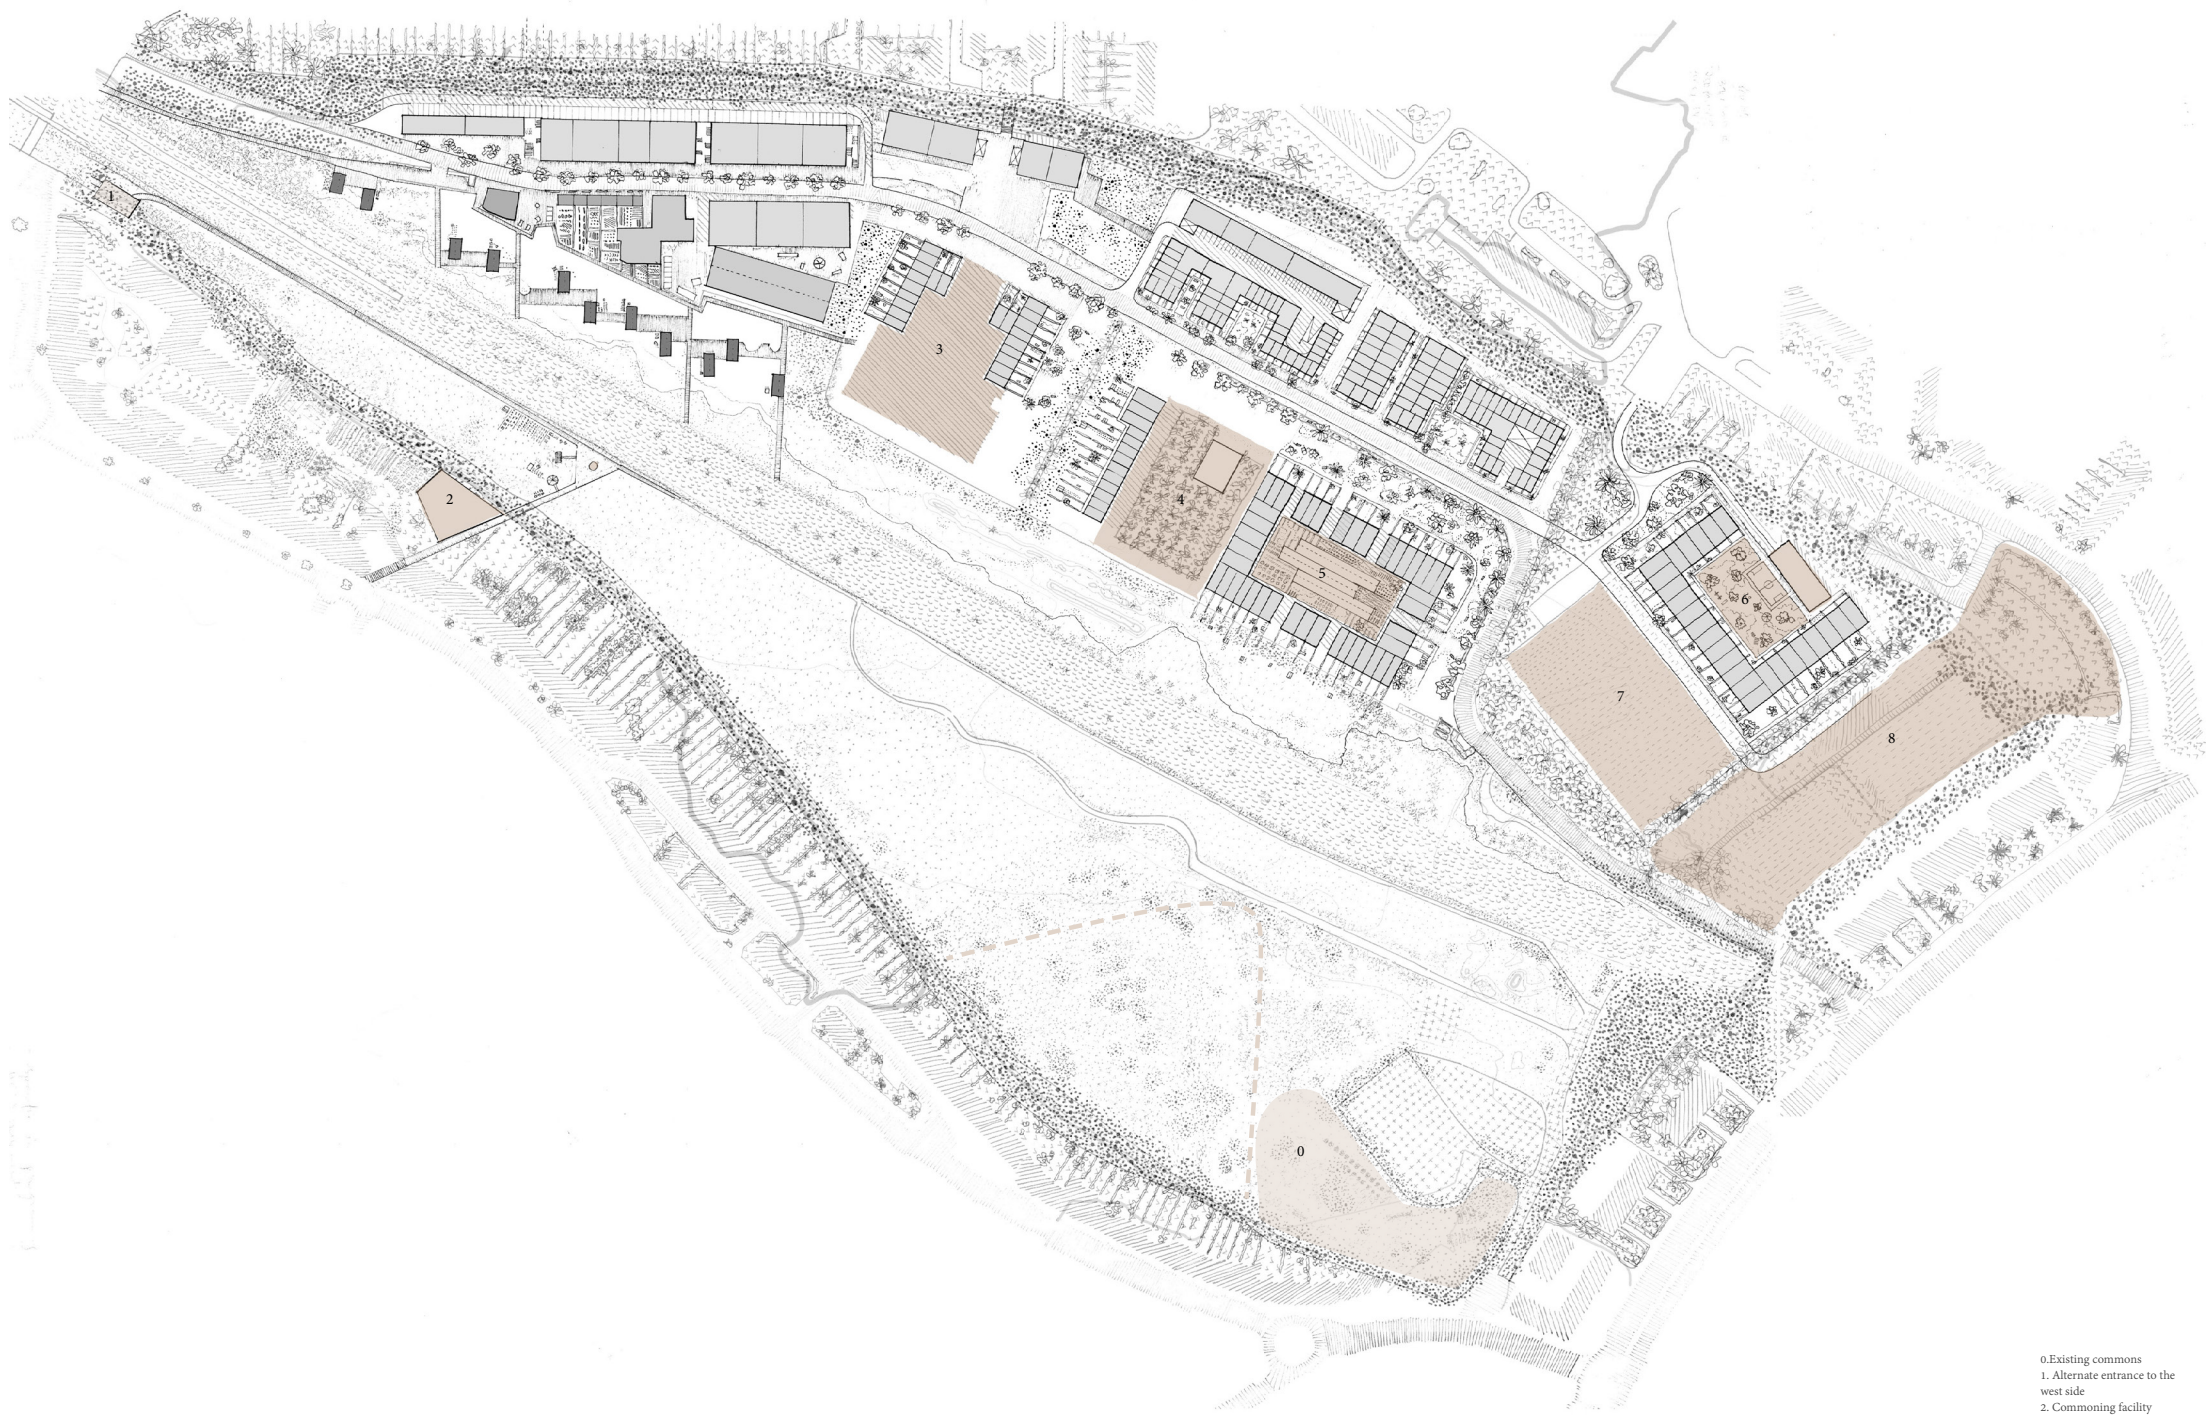 1
2
3
4
5
6
7
8
0
0.Existing commons
1. Alternate entrance to the
west side
2. Commoning facility